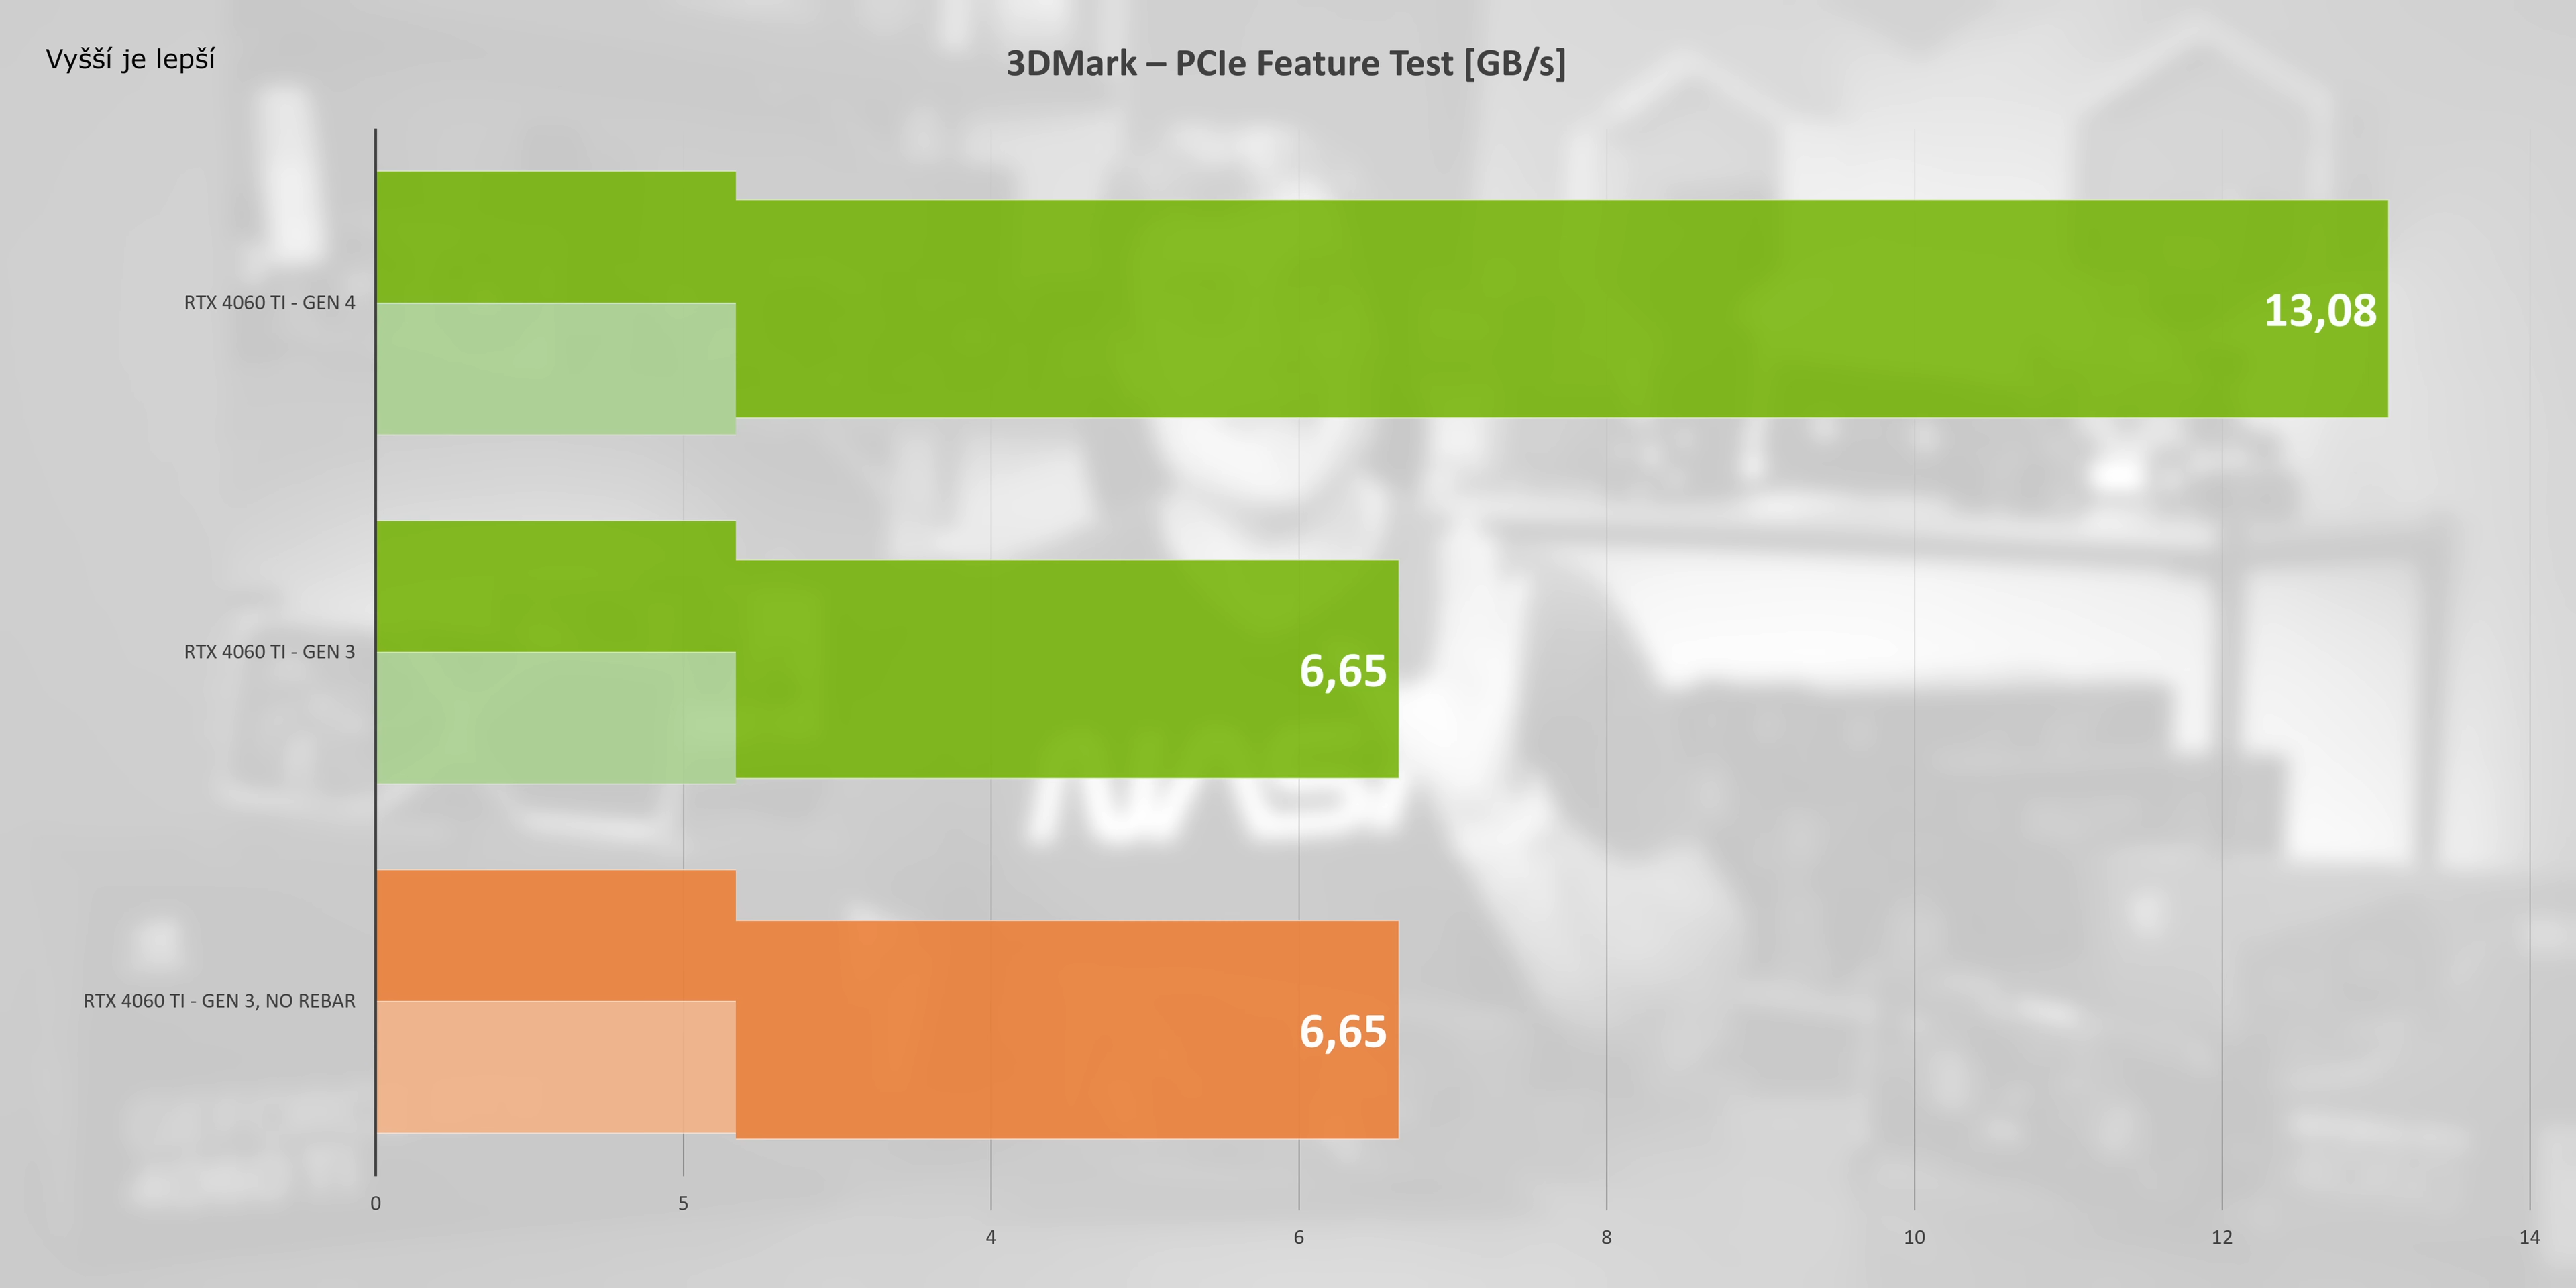 Vyšší je lepší
3DMark – PCIe Feature Test [GB/s]
RTX 4060 TI - GEN 4
13,08
RTX 4060 TI - GEN 3
6,65
RTX 4060 TI - GEN 3, NO REBAR
6,65
0
5
4
6
8
10
12
14